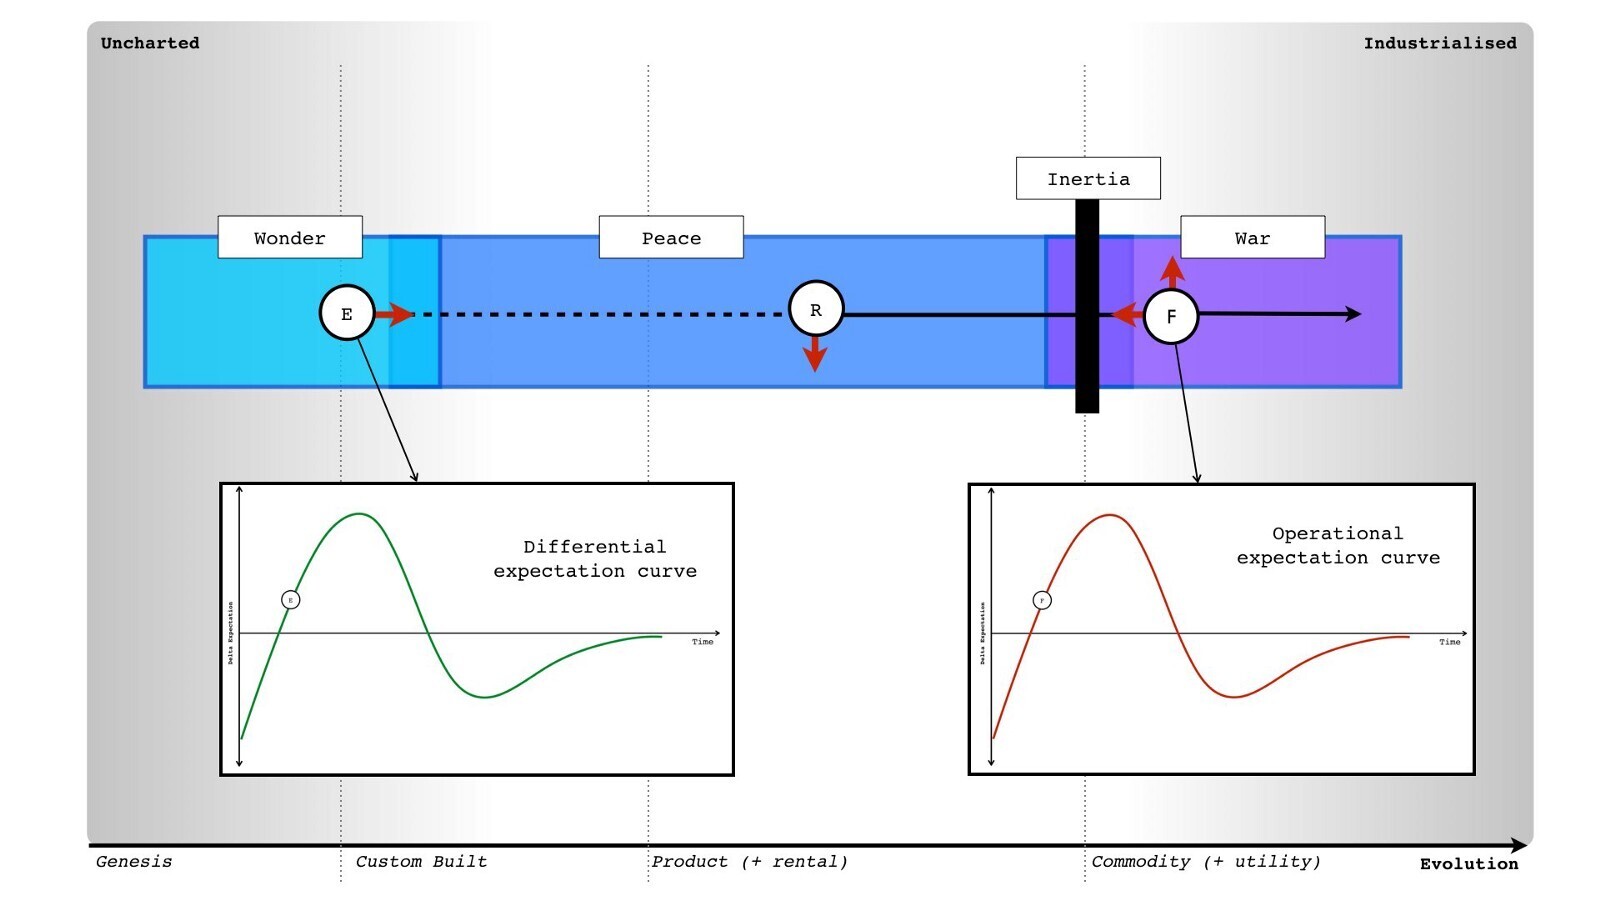 Uncharted
Industrialised
Inertia
Wonder
Peace
War
E
R
F
Differential
expectation curve
Operational
expectation curve
E
F
Delta Expectation
Time
Delta Expectation
Time
Genesis
Custom Built
Product (+ rental)
Commodity (+ utility)
Evolution